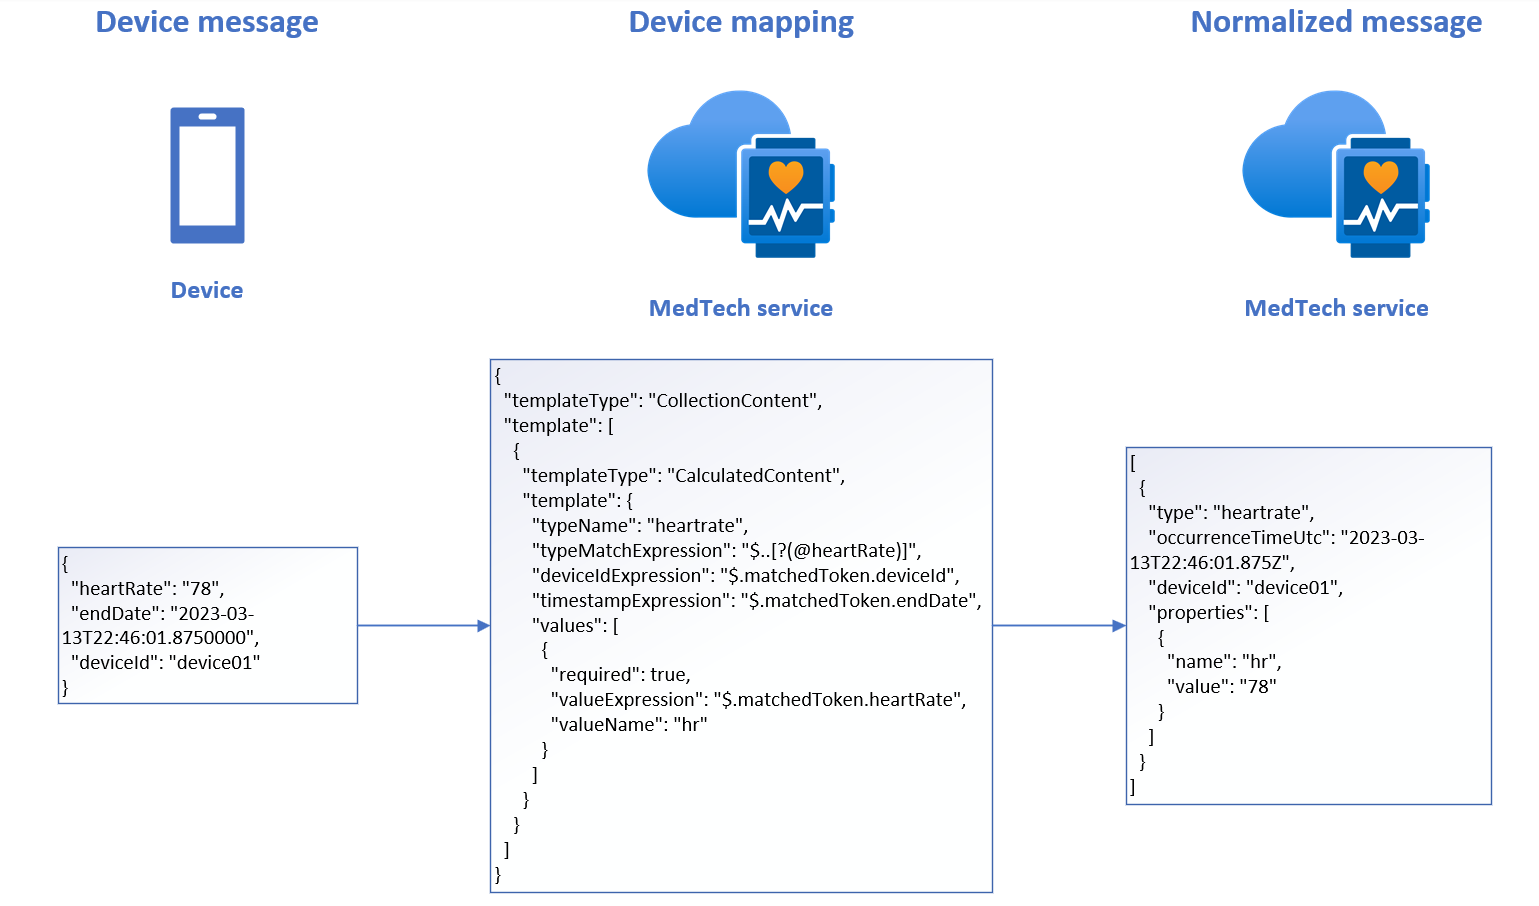 Device message
Device mapping
Normalized message
Device
MedTech service
MedTech service
{
"heartRate": "78",
"endDate": "2023-03-
13T22:46:01.8750000",
"deviceId": "device01"
}
{
"templateType": "CollectionContent",
"template": [
{
"templateType": "CalculatedContent",
"template": {
"typeName": "heartrate",
"typeMatchExpression": "$..[?(@heartRate)]",
"deviceIdExpression": "$.matchedToken.deviceId",
"timestampExpression": "$.matchedToken.endDate",
"values": [
{
"required": true,
"valueExpression": "$.matchedToken.heartRate",
"valueName": "hr"
}
]
}
}
]
}
[
{
"type": "heartrate",
"occurrenceTimeUtc": "2023-03-
13T22:46:01.875Z",
"deviceId": "device01",
"properties": [
{
"name": "hr",
"value": "78"
}
]
}
]